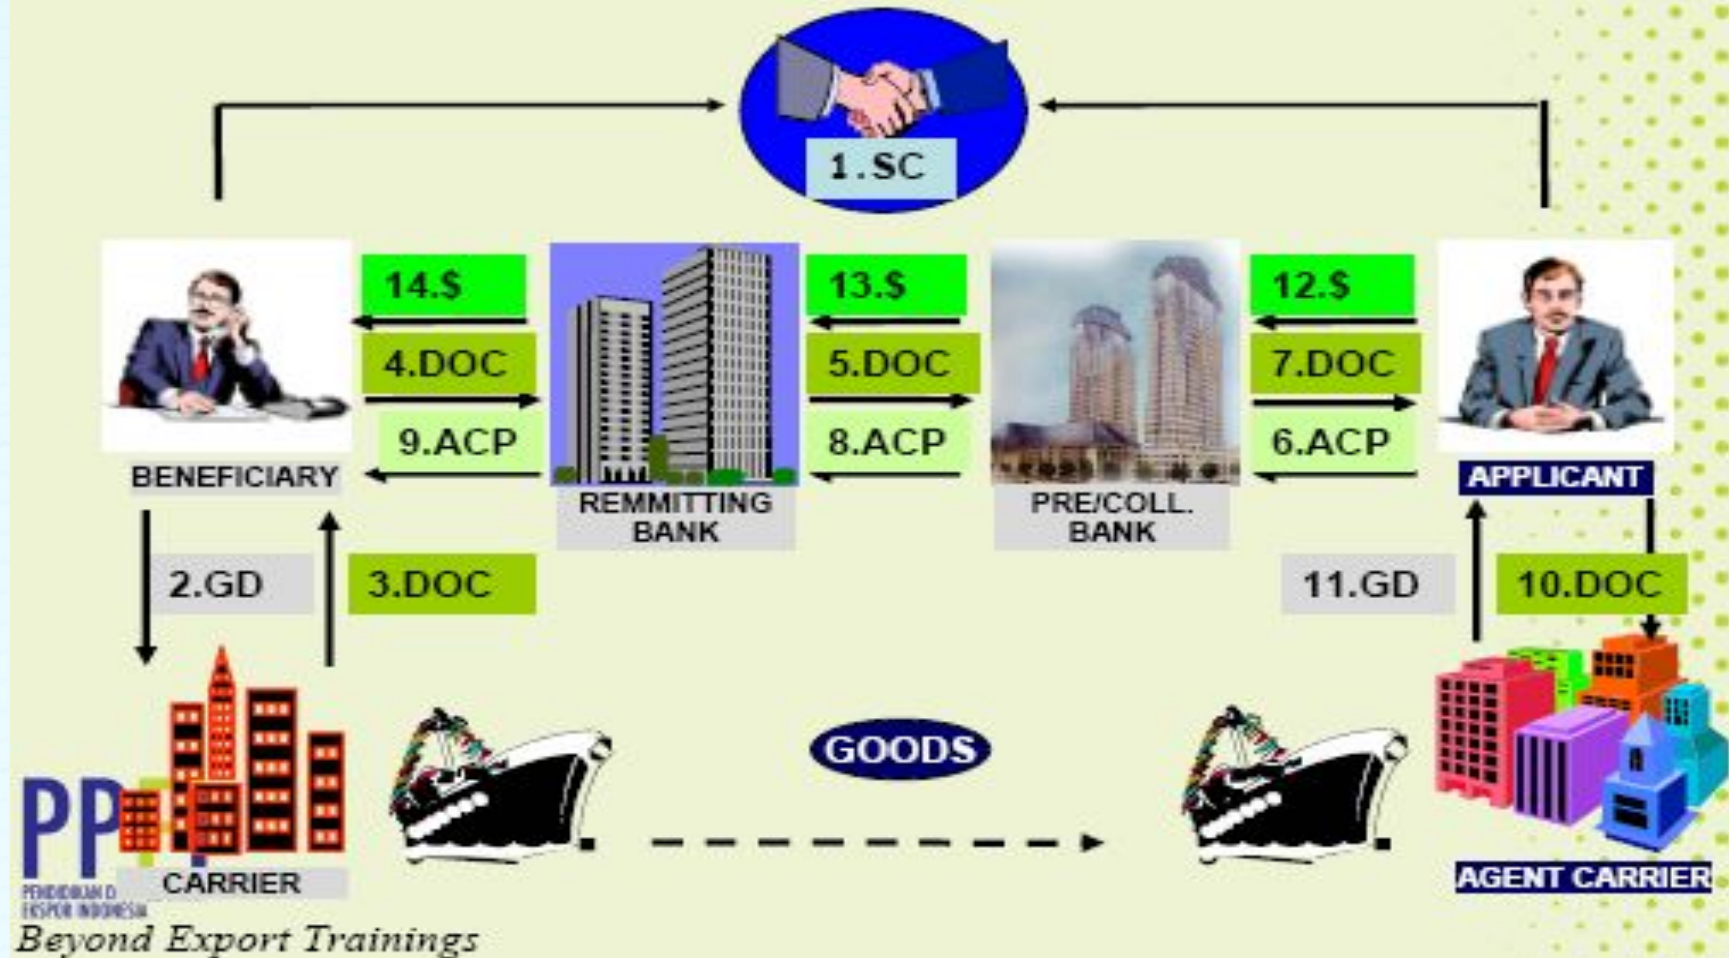 1.SC
14.$
13.$
12.$
4.DOC
5.DOC
7.DOC
9.ACP
8.ACP
6.ACP
BENEFICIARY
REMMITTING
BANK
PRE/COLL.
BANK
APPLICANT
2.GD
3.DOC
11.GD
10.DOC
GOODS
CARRIER
AGENT CARRIER
PP
EKSPOR INDONESIA
Beyond Export Trainings